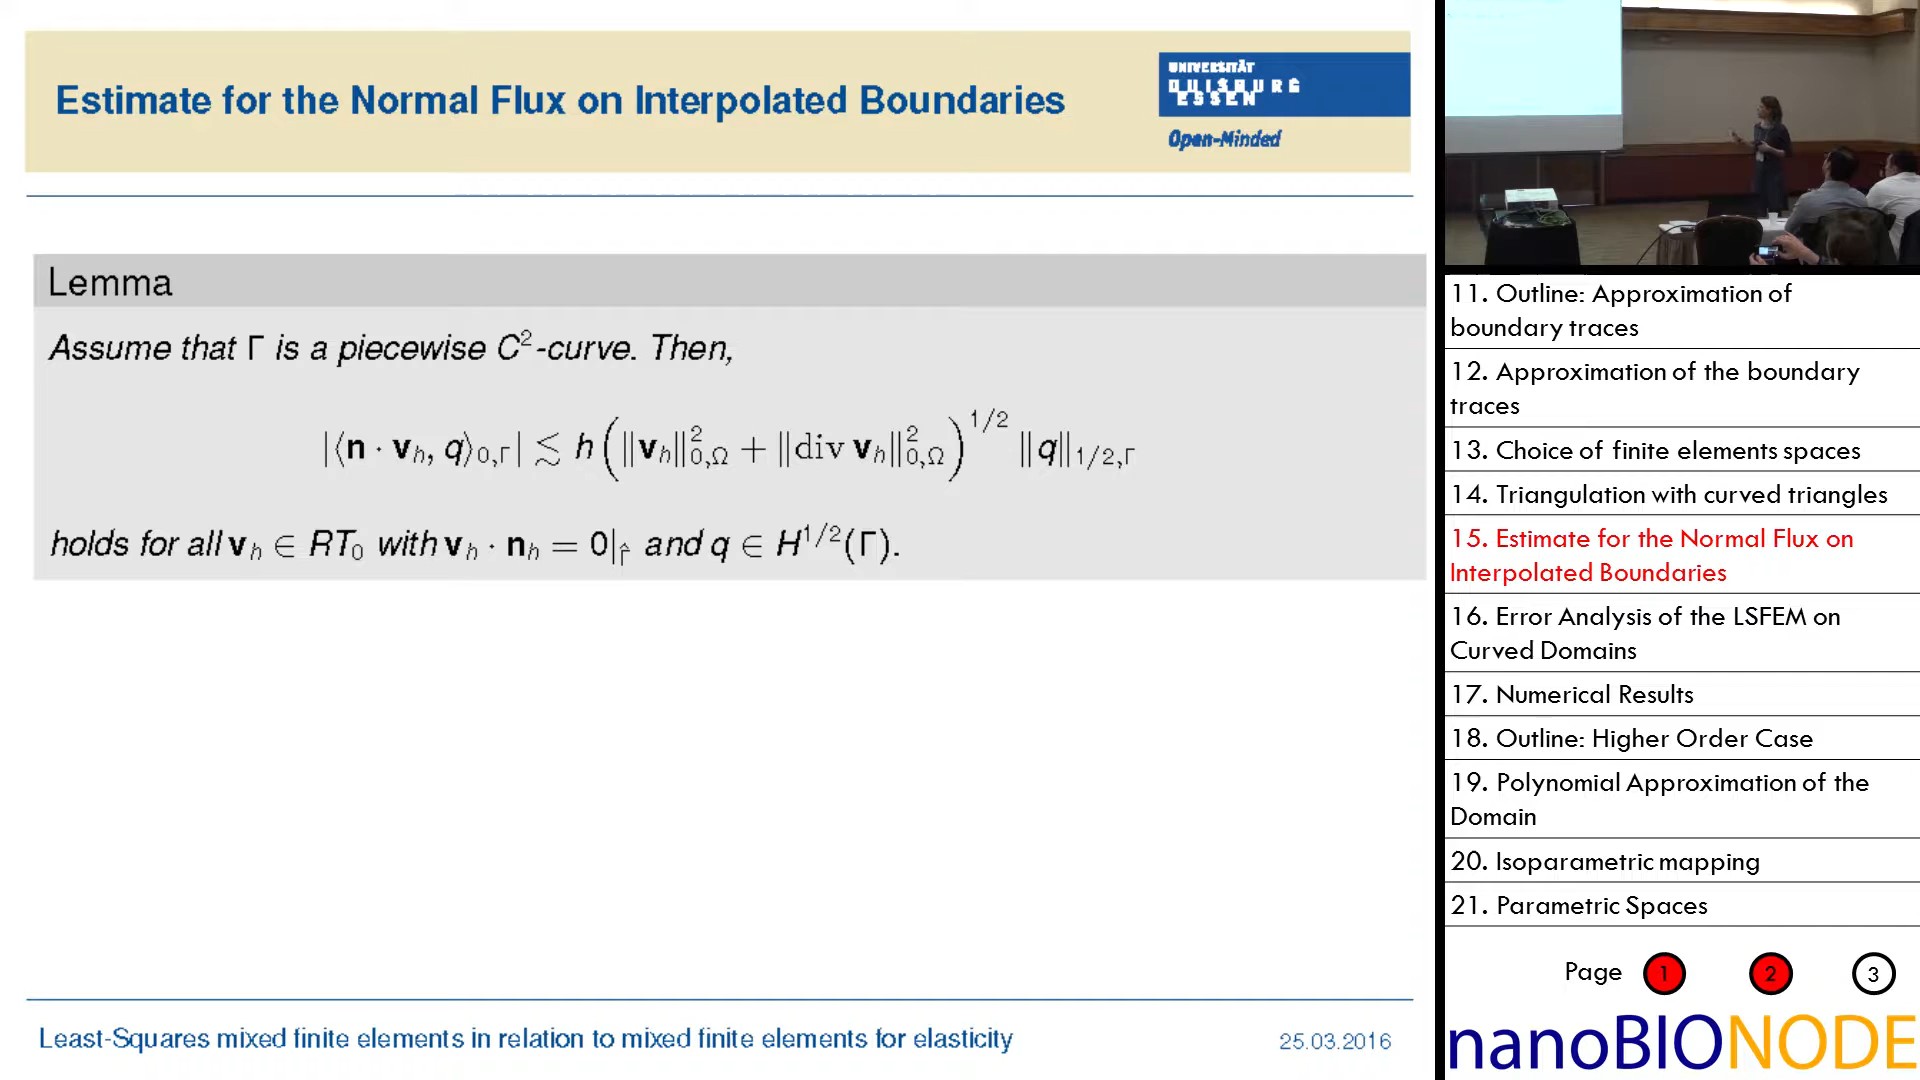 Estimate for the Normal Flux on Interpolated Boundaries
UNIVERSITÄT
DUISBURG
ESSEN
Open-Minded
Lemma
Assume that Γ is a piecewise C²-curve. Then,
|⟨n · v_h, q⟩_{0,Γ}| ≲ h (‖v_h‖²_{0,Ω} + ‖div v_h‖²_{0,Ω})^{1/2} ‖q‖_{1/2,Γ}
holds for all v_h ∈ RT_0 with v_h · n_h = 0|_Γ̂ and q ∈ H^{1/2}(Γ).
Least-Squares mixed finite elements in relation to mixed finite elements for elasticity
25.03.2016
11. Outline: Approximation of
boundary traces
12. Approximation of the boundary
traces
13. Choice of finite elements spaces
14. Triangulation with curved triangles
15. Estimate for the Normal Flux on
Interpolated Boundaries
16. Error Analysis of the LSFEM on
Curved Domains
17. Numerical Results
18. Outline: Higher Order Case
19. Polynomial Approximation of the
Domain
20. Isoparametric mapping
21. Parametric Spaces
Page 1 2 3
nanoBIONODE